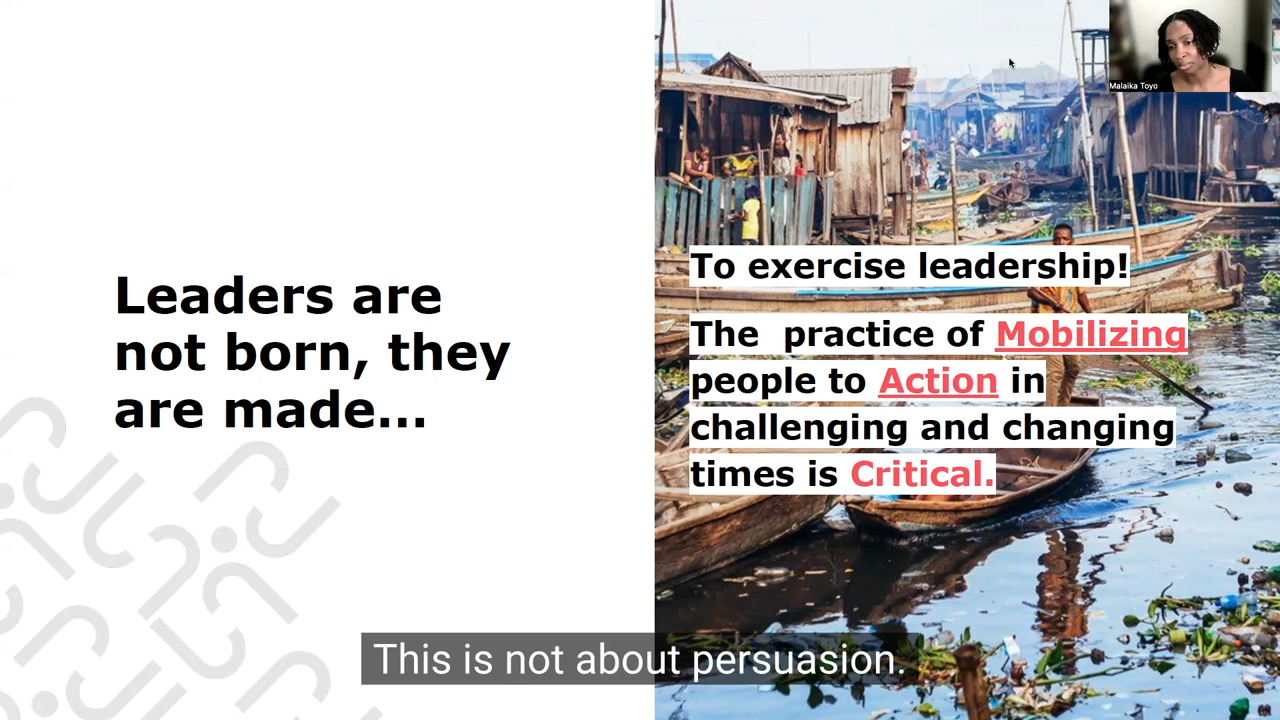 Leaders are
not born, they
are made...
To exercise leadership!
The  practice of Mobilizing
people to Action in
challenging and changing
times is Critical.
Malaika Toyo
This is not about persuasion.